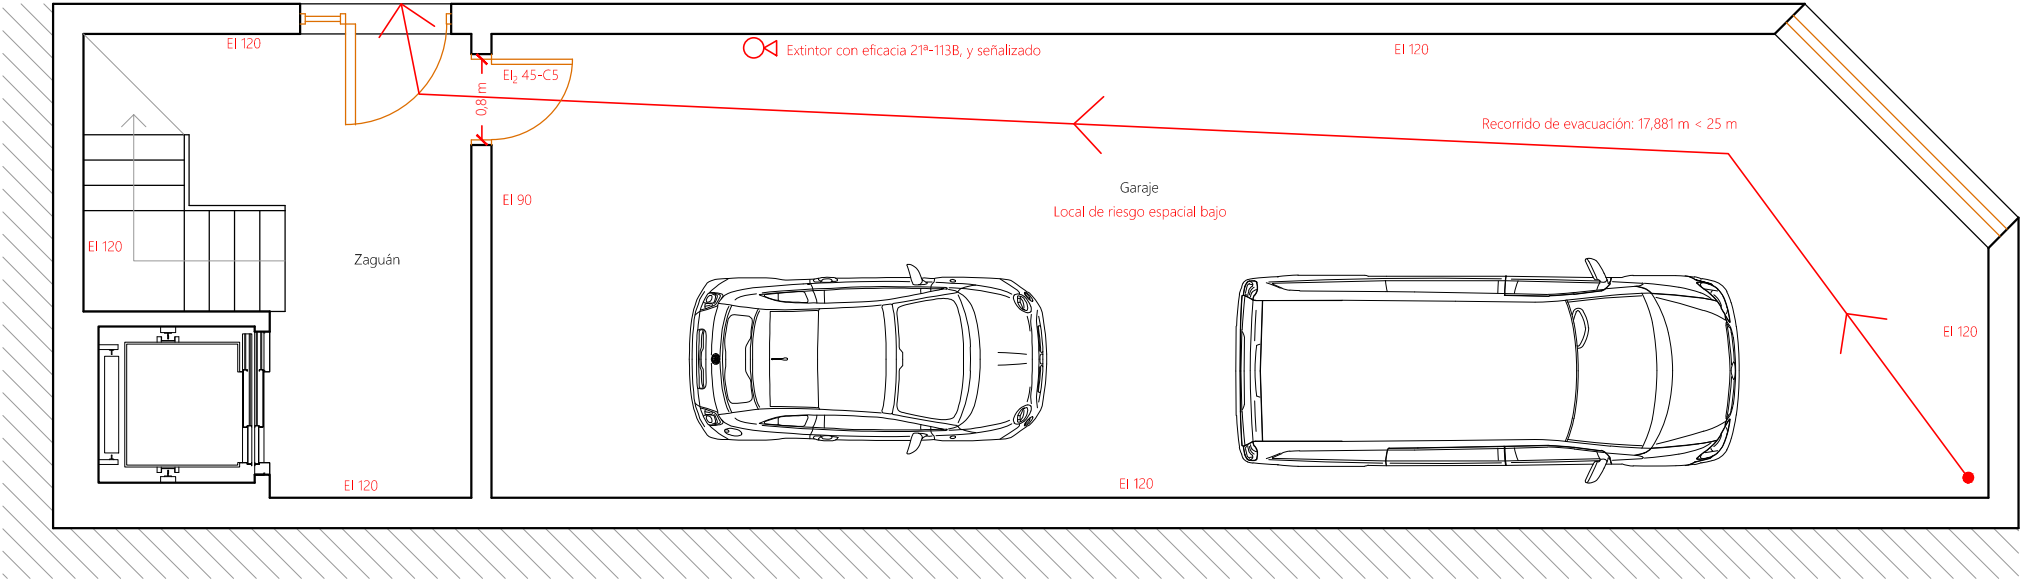 EI 120
Extintor con eficacia 21ª-113B, y señalizado
EI 120
EI₂ 45-C5
0,8 m
Recorrido de evacuación: 17,881 m < 25 m
Garaje
EI 90
Local de riesgo espacial bajo
EI 120
Zaguán
EI 120
EI 120
EI 120